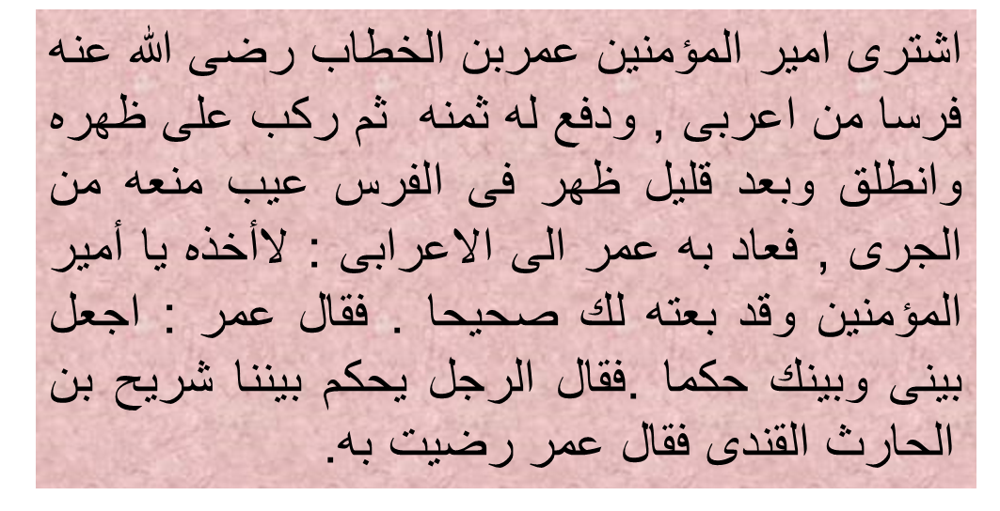 اشترى امير المؤمنين عمربن الخطاب رضى الله عنه
فرسا من اعربى , ودفع له ثمنه ثم ركب على ظهره
وانطلق وبعد قليل ظهر فى الفرس عيب منعه من
الجرى , فعاد به عمر الى الاعرابى : لاأخذه يا أمير
المؤمنين وقد بعته لك صحيحا . فقال عمر : اجعل
بينى وبينك حكما .فقال الرجل يحكم بيننا شريح بن
الحارث القندى فقال عمر رضيت به.